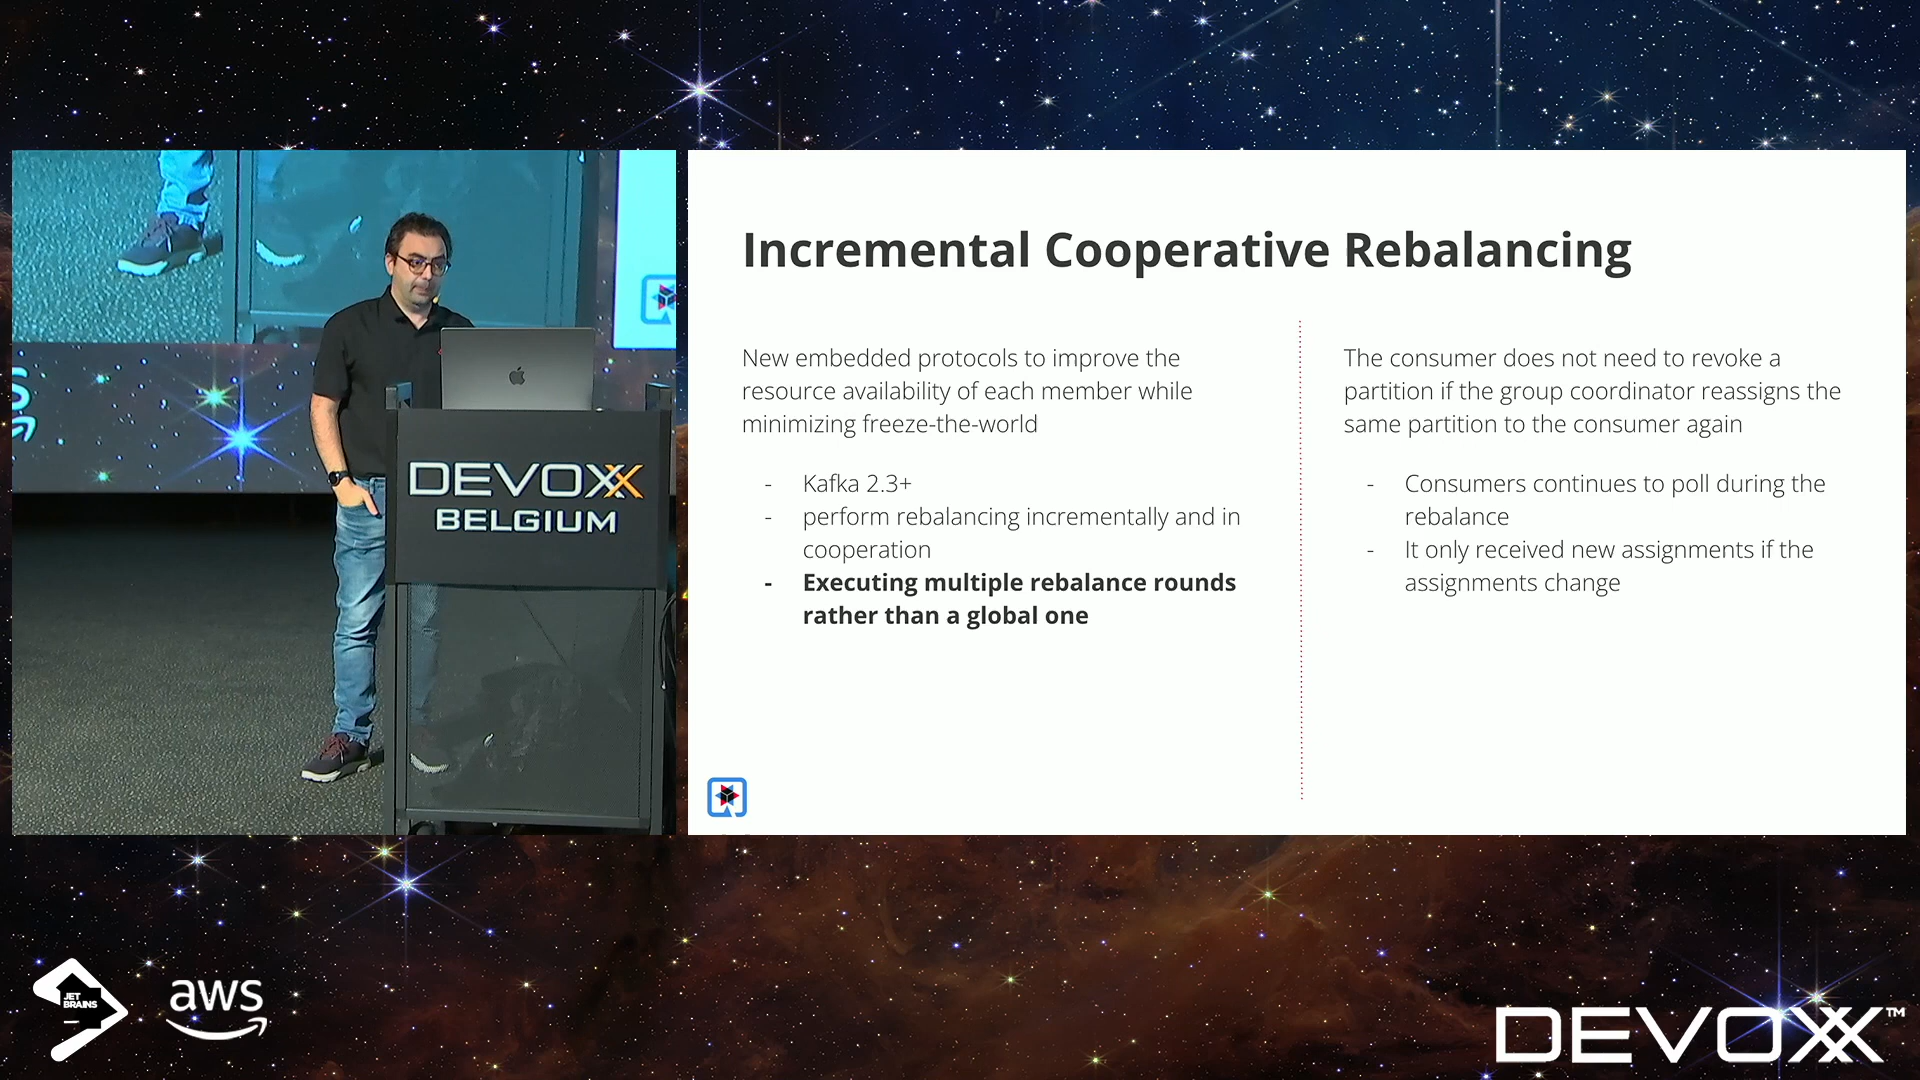 Incremental Cooperative Rebalancing
New embedded protocols to improve the
resource availability of each member while
minimizing freeze-the-world
- Kafka 2.3+
- perform rebalancing incrementally and in
cooperation
- Executing multiple rebalance rounds
rather than a global one
The consumer does not need to revoke a
partition if the group coordinator reassigns the
same partition to the consumer again
- Consumers continues to poll during the
rebalance
- It only received new assignments if the
assignments change
DEVOXX
BELGIUM
JET
BRAINS
aws
DEVOXX™